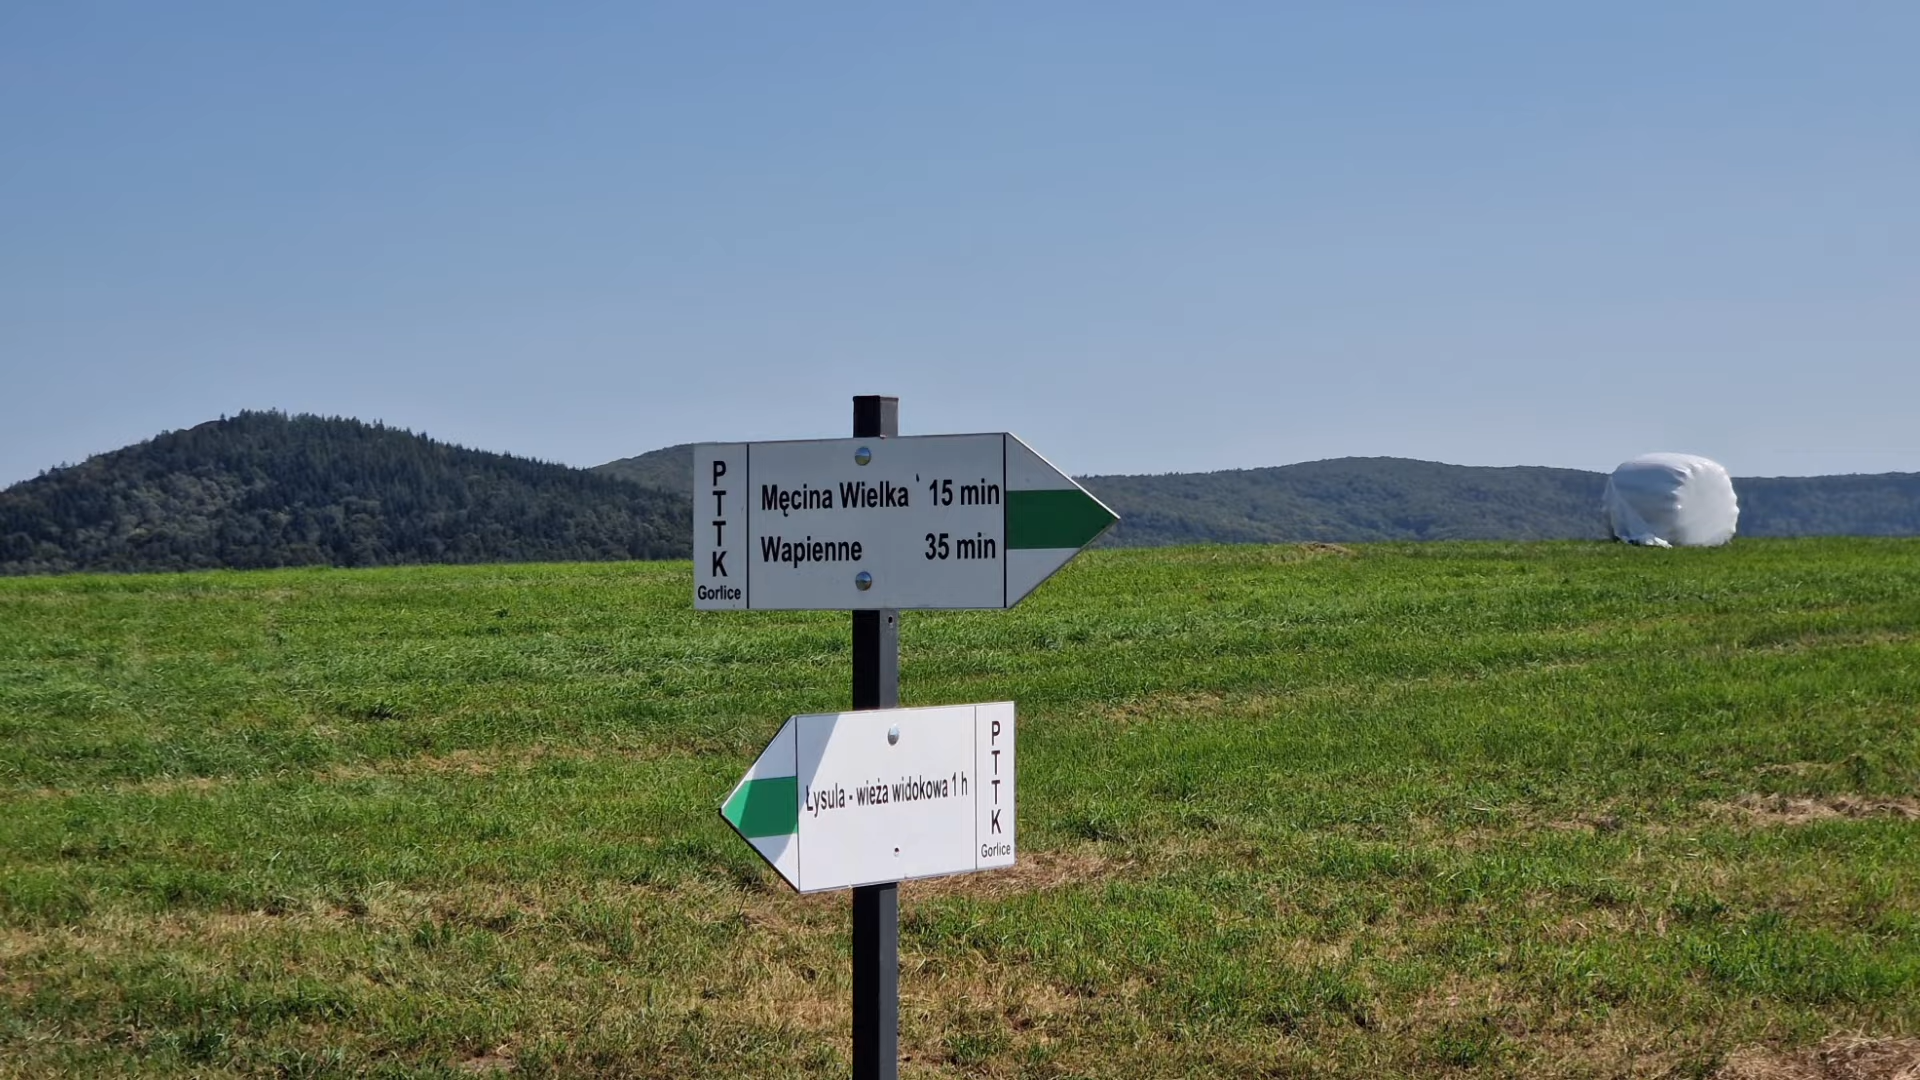 PTTK
Gorlice
Męcina Wielka 15 min
Wapienne 35 min
Łysula - wieża widokowa 1 h
PTTK
Gorlice